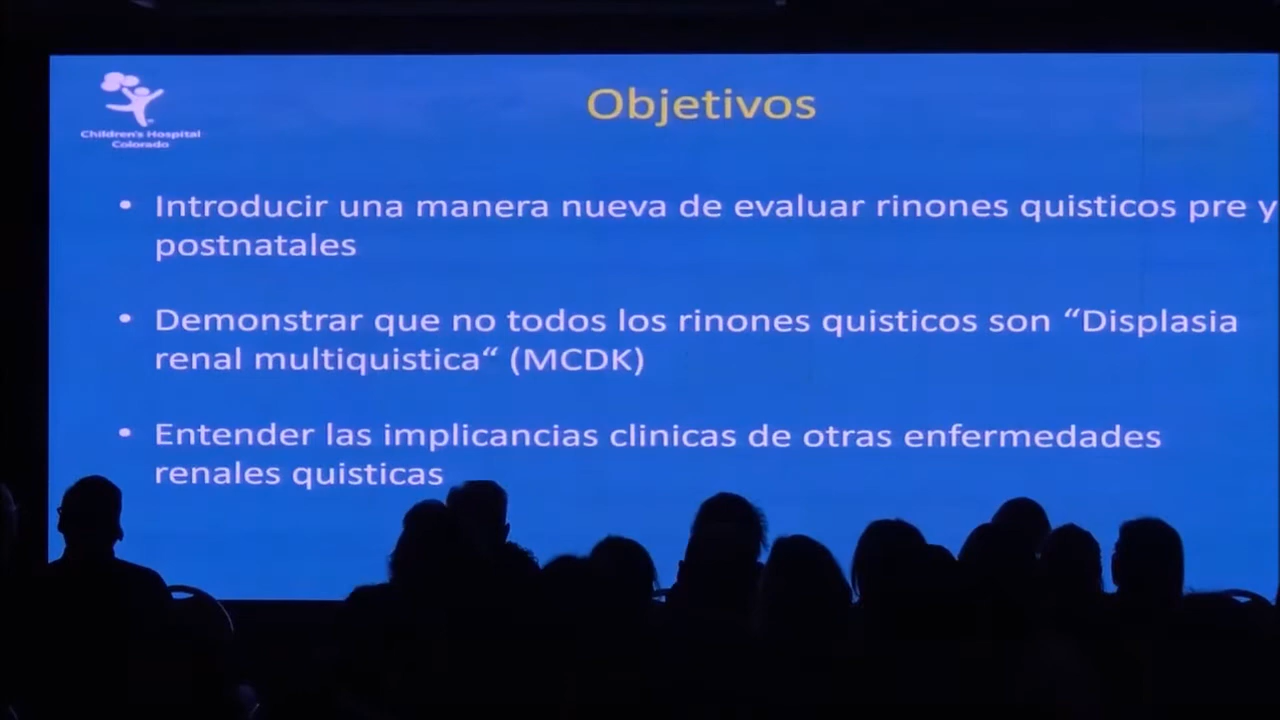 Children's Hospital
Colorado
Objetivos
• Introducir una manera nueva de evaluar rinones quisticos pre y
postnatales
• Demonstrar que no todos los rinones quisticos son “Displasia
renal multiquistica“ (MCDK)
• Entender las implicancias clinicas de otras enfermedades
renales quisticas